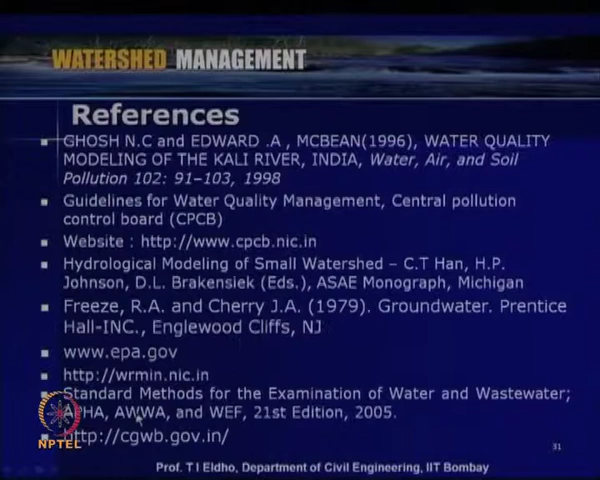 WATERSHED MANAGEMENT
References
GHOSH N.C and EDWARD .A , MCBEAN(1996), WATER QUALITY
MODELING OF THE KALI RIVER, INDIA, Water, Air, and Soil
Pollution 102: 91–103, 1998
Guidelines for Water Quality Management, Central pollution
control board (CPCB)
Website : http://www.cpcb.nic.in
Hydrological Modeling of Small Watershed – C.T Han, H.P.
Johnson, D.L. Brakensiek (Eds.), ASAE Monograph, Michigan
Freeze, R.A. and Cherry J.A. (1979). Groundwater. Prentice
Hall-INC., Englewood Cliffs, NJ
www.epa.gov
http://wrmin.nic.in
Standard Methods for the Examination of Water and Wastewater;
APHA, AWWA, and WEF, 21st Edition, 2005.
http://cgwb.gov.in/
NPTEL
31
Prof. T I Eldho, Department of Civil Engineering, IIT Bombay